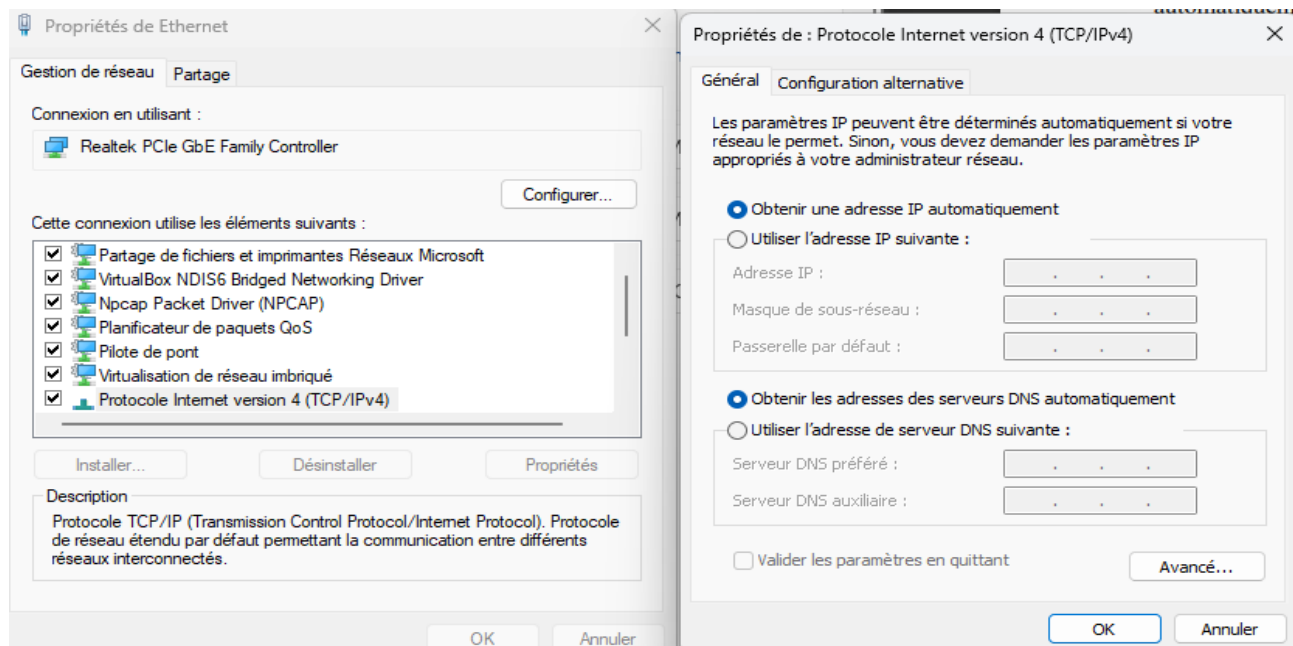 automatiquem
Propriétés de Ethernet
Gestion de réseau
Partage
Connexion en utilisant :
Realtek PCIe GbE Family Controller
Configurer...
Cette connexion utilise les éléments suivants :
Partage de fichiers et imprimantes Réseaux Microsoft
VirtualBox NDIS6 Bridged Networking Driver
Npcap Packet Driver (NPCAP)
Planificateur de paquets QoS
Pilote de pont
Virtualisation de réseau imbriqué
Protocole Internet version 4 (TCP/IPv4)
Installer...
Désinstaller
Propriétés
Description
Protocole TCP/IP (Transmission Control Protocol/Internet Protocol). Protocole
de réseau étendu par défaut permettant la communication entre différents
réseaux interconnectés.
OK
Annuler
Propriétés de : Protocole Internet version 4 (TCP/IPv4)
Général
Configuration alternative
Les paramètres IP peuvent être déterminés automatiquement si votre
réseau le permet. Sinon, vous devez demander les paramètres IP
appropriés à votre administrateur réseau.
Obtenir une adresse IP automatiquement
Utiliser l'adresse IP suivante :
Adresse IP :
Masque de sous-réseau :
Passerelle par défaut :
Obtenir les adresses des serveurs DNS automatiquement
Utiliser l'adresse de serveur DNS suivante :
Serveur DNS préféré :
Serveur DNS auxiliaire :
Valider les paramètres en quittant
Avancé...
OK
Annuler